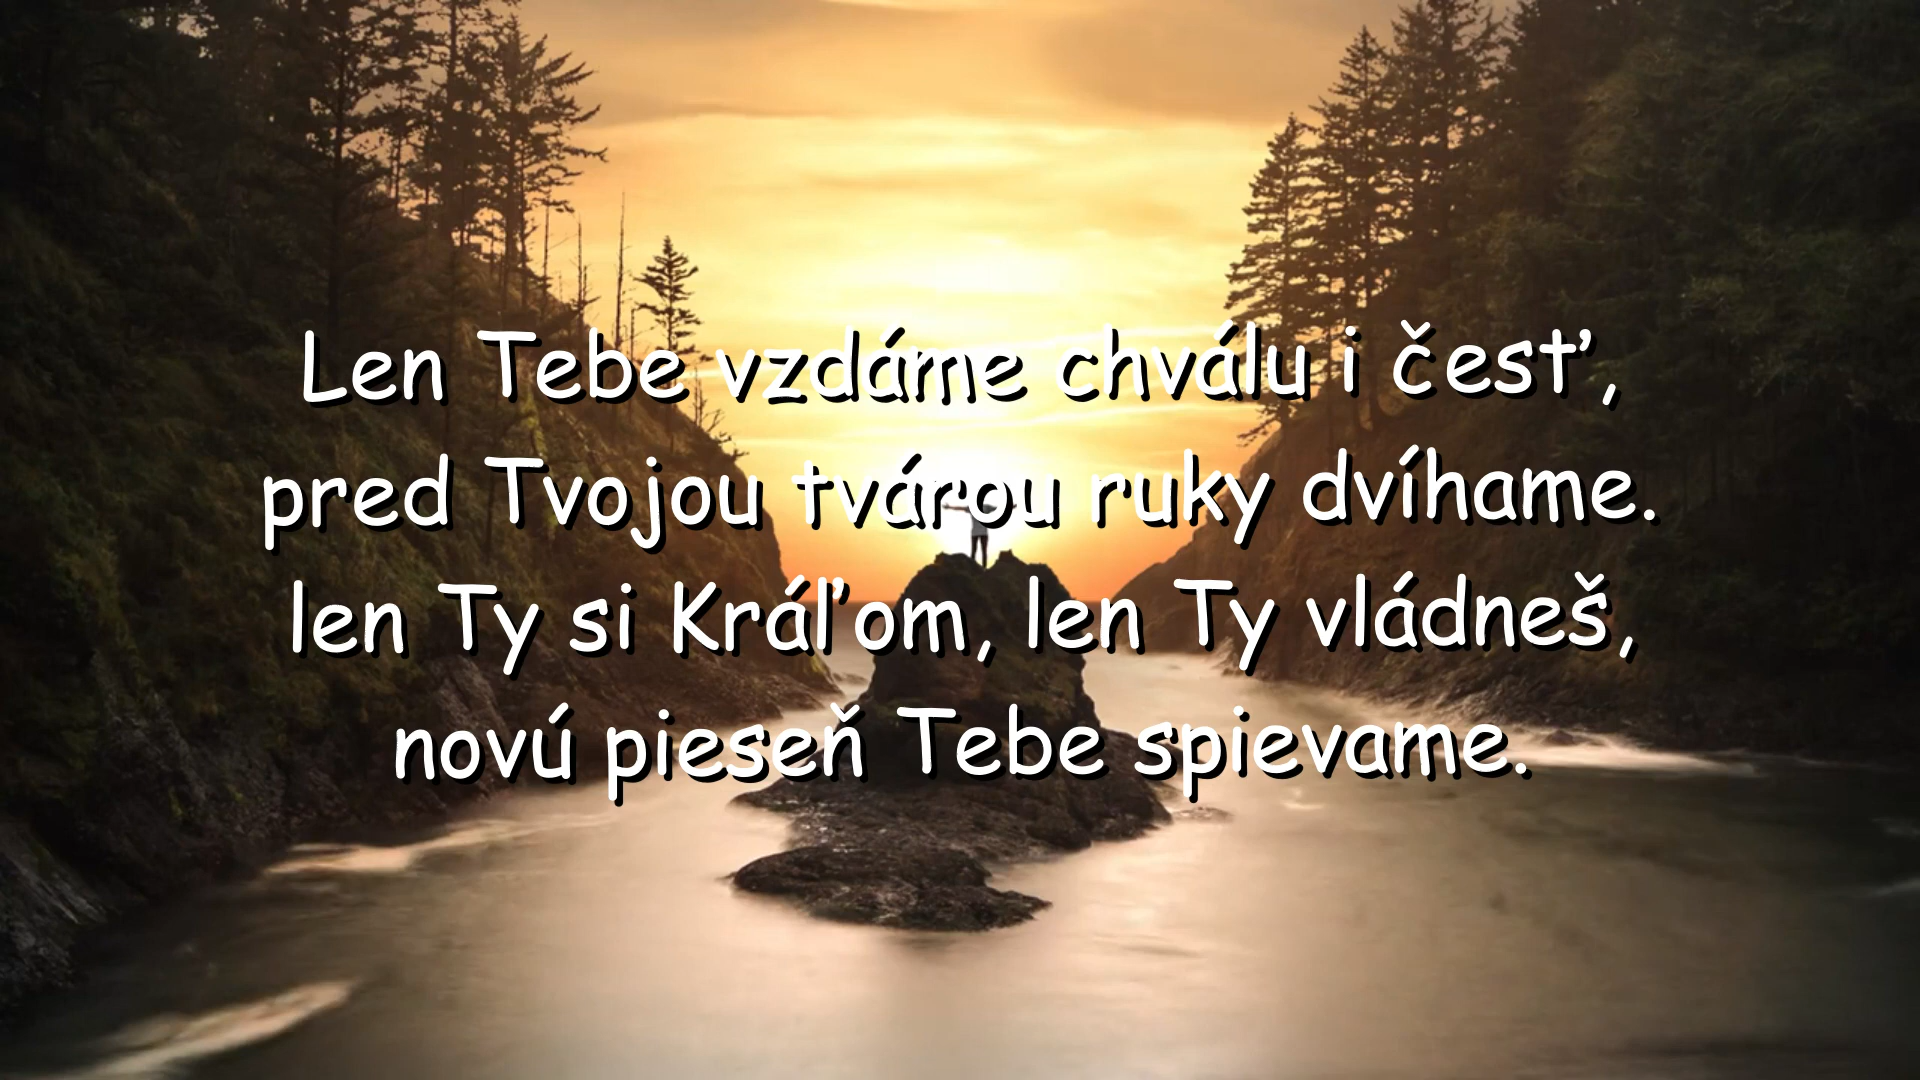 Len Tebe vzdáme chválu i česť,
pred Tvojou tvárou ruky dvíhame.
len Ty si Kráľom, len Ty vládneš,
novú pieseň Tebe spievame.